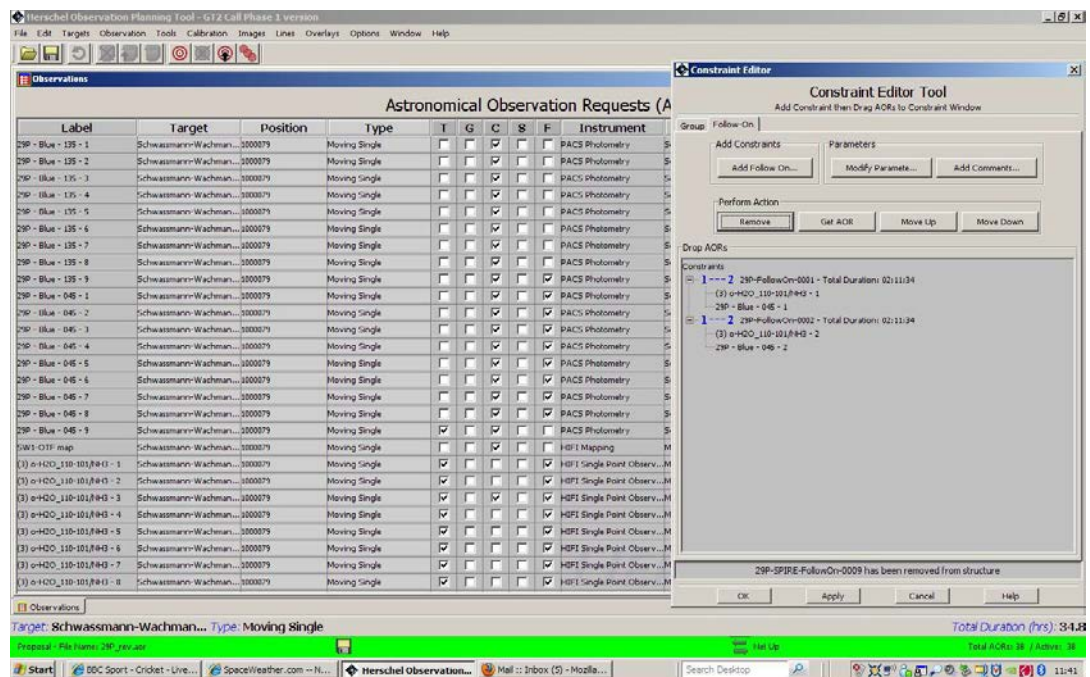 Herschel Observation Planning Tool - GT2 Call Phase 1 version
File Edit Targets Observation Tools Calibration Images Lines Overlays Options Window Help
Observations
Astronomical Observation Requests (A
Label Target Position Type T G C S F Instrument
29P - Blue - 135 - 1 Schwassmann-Wachman... 1000079 Moving Single PACS Photometry
29P - Blue - 135 - 2 Schwassmann-Wachman... 1000079 Moving Single PACS Photometry
29P - Blue - 135 - 3 Schwassmann-Wachman... 1000079 Moving Single PACS Photometry
29P - Blue - 135 - 4 Schwassmann-Wachman... 1000079 Moving Single PACS Photometry
29P - Blue - 135 - 5 Schwassmann-Wachman... 1000079 Moving Single PACS Photometry
29P - Blue - 135 - 6 Schwassmann-Wachman... 1000079 Moving Single PACS Photometry
29P - Blue - 135 - 7 Schwassmann-Wachman... 1000079 Moving Single PACS Photometry
29P - Blue - 135 - 8 Schwassmann-Wachman... 1000079 Moving Single PACS Photometry
29P - Blue - 135 - 9 Schwassmann-Wachman... 1000079 Moving Single PACS Photometry
29P - Blue - 045 - 1 Schwassmann-Wachman... 1000079 Moving Single PACS Photometry
29P - Blue - 045 - 2 Schwassmann-Wachman... 1000079 Moving Single PACS Photometry
29P - Blue - 045 - 3 Schwassmann-Wachman... 1000079 Moving Single PACS Photometry
29P - Blue - 045 - 4 Schwassmann-Wachman... 1000079 Moving Single PACS Photometry
29P - Blue - 045 - 5 Schwassmann-Wachman... 1000079 Moving Single PACS Photometry
29P - Blue - 045 - 6 Schwassmann-Wachman... 1000079 Moving Single PACS Photometry
29P - Blue - 045 - 7 Schwassmann-Wachman... 1000079 Moving Single PACS Photometry
29P - Blue - 045 - 8 Schwassmann-Wachman... 1000079 Moving Single PACS Photometry
29P - Blue - 045 - 9 Schwassmann-Wachman... 1000079 Moving Single PACS Photometry
SW1-OTF map Schwassmann-Wachman... 1000079 Moving Single HIFI Mapping M
(3) o-H2O_110-101/NH3 - 1 Schwassmann-Wachman... 1000079 Moving Single HIFI Single Point Observ... M
(3) o-H2O_110-101/NH3 - 2 Schwassmann-Wachman... 1000079 Moving Single HIFI Single Point Observ... M
(3) o-H2O_110-101/NH3 - 3 Schwassmann-Wachman... 1000079 Moving Single HIFI Single Point Observ... M
(3) o-H2O_110-101/NH3 - 4 Schwassmann-Wachman... 1000079 Moving Single HIFI Single Point Observ... M
(3) o-H2O_110-101/NH3 - 5 Schwassmann-Wachman... 1000079 Moving Single HIFI Single Point Observ... M
(3) o-H2O_110-101/NH3 - 6 Schwassmann-Wachman... 1000079 Moving Single HIFI Single Point Observ... M
(3) o-H2O_110-101/NH3 - 7 Schwassmann-Wachman... 1000079 Moving Single HIFI Single Point Observ... M
(3) o-H2O_110-101/NH3 - 8 Schwassmann-Wachman... 1000079 Moving Single HIFI Single Point Observ... M
Observations
Constraint Editor
Constraint Editor Tool
Add Constraint then Drag AORs to Constraint Window
Group Follow-On
Add Constraints Parameters
Add Follow On... Modify Paramete... Add Comments...
Perform Action
Remove Get AOR Move Up Move Down
Drop AORs
Constraints
1 --- 2 29P-FollowOn-0001 - Total Duration: 02:11:34
(3) o-H2O_110-101/NH3 - 1
29P - Blue - 045 - 1
1 --- 2 29P-FollowOn-0002 - Total Duration: 02:11:34
(3) o-H2O_110-101/NH3 - 2
29P - Blue - 045 - 2
29P-SPIRE-FollowOn-0009 has been removed from structure
OK Apply Cancel Help
Target: Schwassmann-Wachman... Type: Moving Single Total Duration (hrs): 34.8
Proposal - File Name: 29P_rev.aor Net Up Total AORs: 38 / Active: 38
Start BBC Sport - Cricket - Live... SpaceWeather.com -- N... Herschel Observation... Mail :: Inbox (5) - Mozilla... Search Desktop 11:41